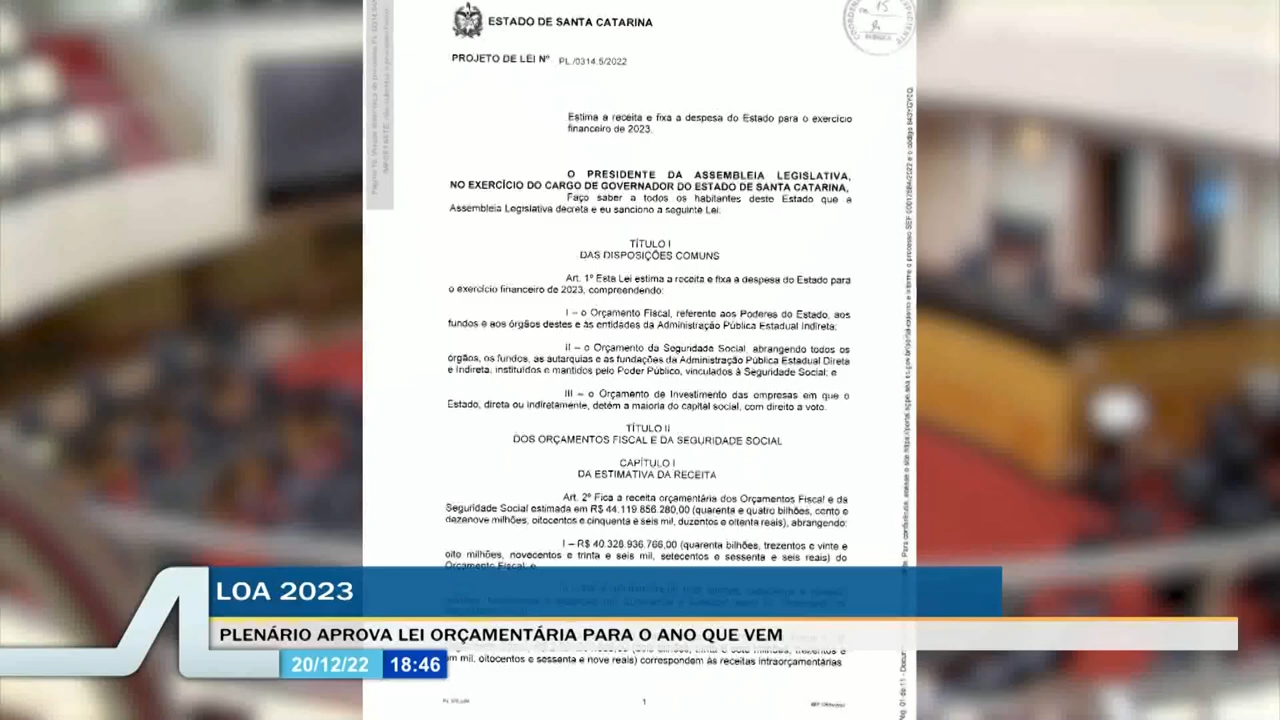 ESTADO DE SANTA CATARINA
PROJETO DE LEI Nº PL /0314.5/2022
Estima a receita e fixa a despesa do Estado para o exercício
financeiro de 2023.
O PRESIDENTE DA ASSEMBLEIA LEGISLATIVA,
NO EXERCÍCIO DO CARGO DE GOVERNADOR DO ESTADO DE SANTA CATARINA,
Faço saber a todos os habitantes deste Estado que a
Assembleia Legislativa decreta e eu sanciono a seguinte Lei:
TÍTULO I
DAS DISPOSIÇÕES COMUNS
Art. 1º Esta Lei estima a receita e fixa a despesa do Estado para
o exercício financeiro de 2023, compreendendo:
I – o Orçamento Fiscal, referente aos Poderes do Estado, aos
fundos e aos órgãos destes e às entidades da Administração Pública Estadual Indireta;
II – o Orçamento da Seguridade Social, abrangendo todos os
órgãos, os fundos, as autarquias e as fundações da Administração Pública Estadual Direta
e Indireta, instituídos e mantidos pelo Poder Público, vinculados à Seguridade Social; e
III – o Orçamento de Investimento das empresas em que o
Estado, direta ou indiretamente, detém a maioria do capital social, com direito a voto.
TÍTULO II
DOS ORÇAMENTOS FISCAL E DA SEGURIDADE SOCIAL
CAPÍTULO I
DA ESTIMATIVA DA RECEITA
Art. 2º Fica a receita orçamentária dos Orçamentos Fiscal e da
Seguridade Social estimada em R$ 44.119.856.280,00 (quarenta e quatro bilhões, cento e
dezenove milhões, oitocentos e cinquenta e seis mil, duzentos e oitenta reais), abrangendo:
I – R$ 40.328.936.766,00 (quarenta bilhões, trezentos e vinte e
oito milhões, novecentos e trinta e seis mil, setecentos e sessenta e seis reais) do
Orçamento Fiscal; e
LOA 2023
PLENÁRIO APROVA LEI ORÇAMENTÁRIA PARA O ANO QUE VEM
mil, oitocentos e sessenta e nove reais) correspondem às receitas intraorçamentárias
20/12/22 18:46
1